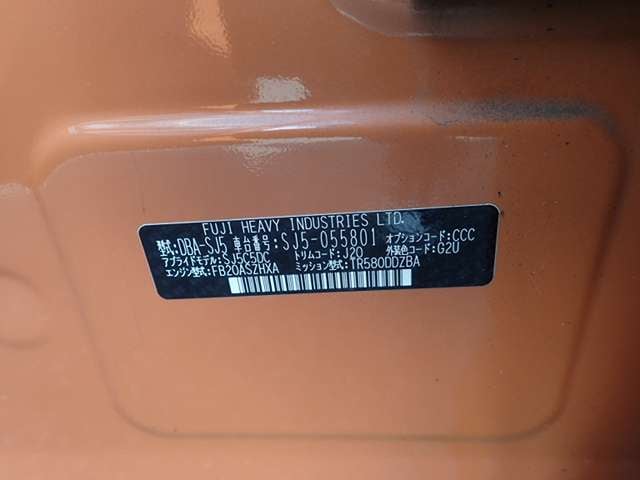 FUJI HEAVY INDUSTRIES LTD.
型式:DBA-SJ5 車台番号:SJ5-055801 オプションコード:CCC
アプライドモデル:SJ5C5DC トリムコード:J20 外装色コード:G2U
エンジン型式:FB20ASZHXA ミッション型式:TR580DDZBA